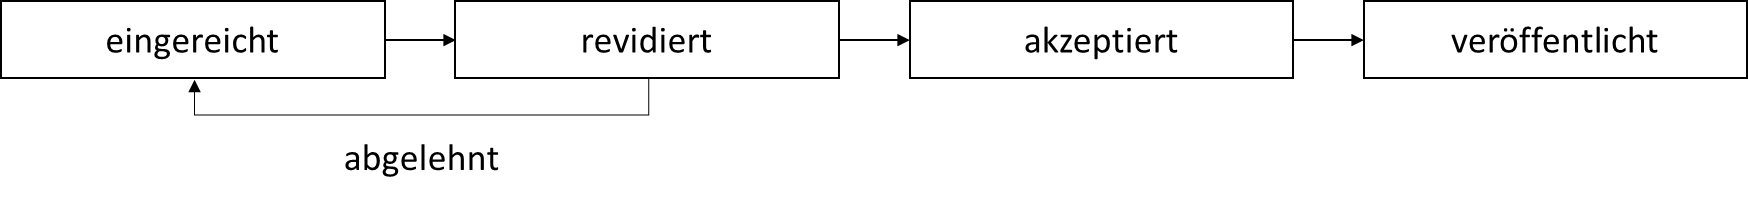 eingereicht
revidiert
akzeptiert
veröffentlicht
abgelehnt